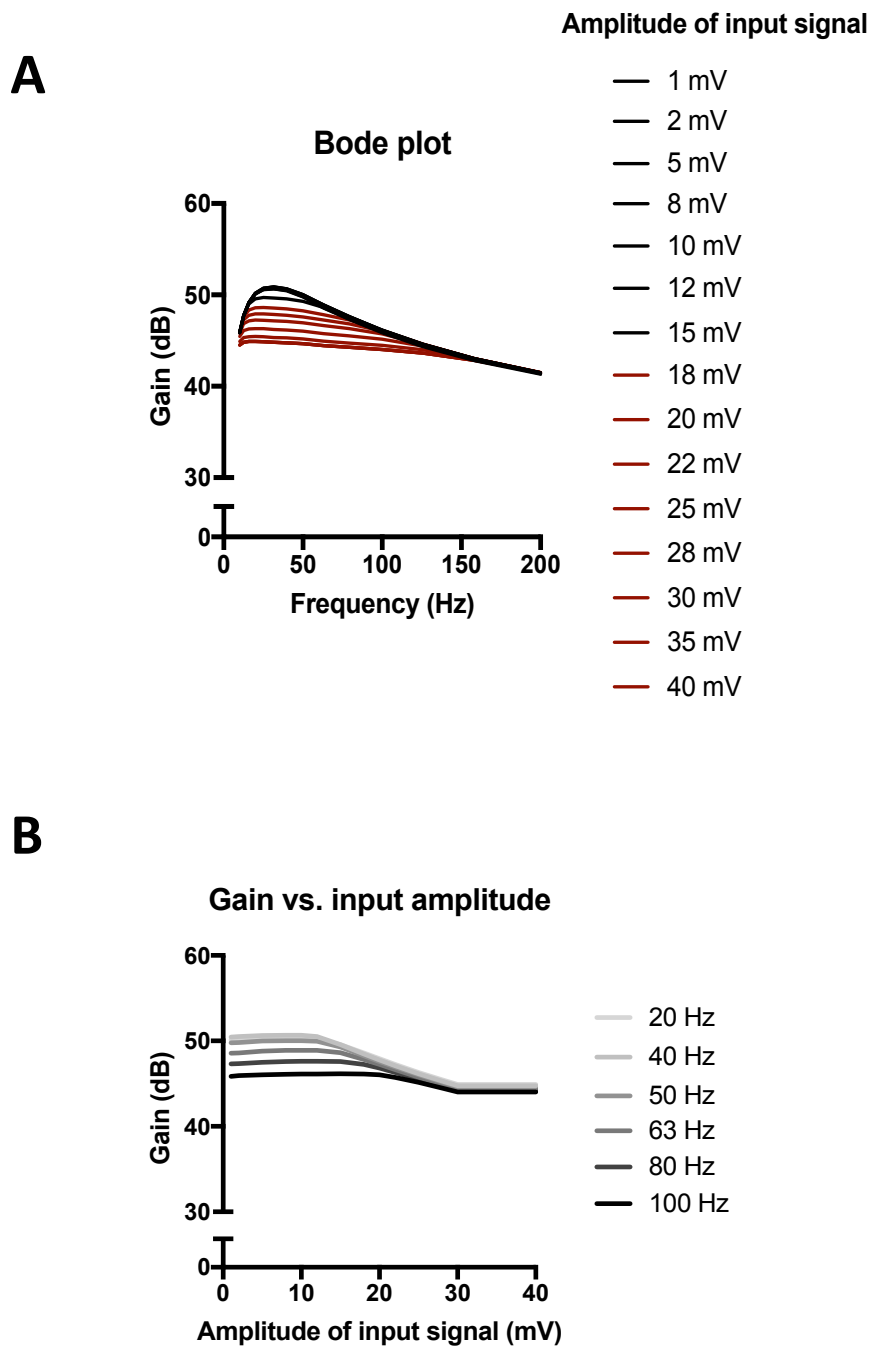 Amplitude of input signal
A
1 mV
2 mV
5 mV
8 mV
10 mV
12 mV
15 mV
18 mV
20 mV
22 mV
25 mV
28 mV
30 mV
35 mV
40 mV
Bode plot
Gain (dB)
60
50
40
30
0
0 50 100 150 200
Frequency (Hz)
B
Gain vs. input amplitude
Gain (dB)
60
50
40
30
0
0 10 20 30 40
Amplitude of input signal (mV)
20 Hz
40 Hz
50 Hz
63 Hz
80 Hz
100 Hz